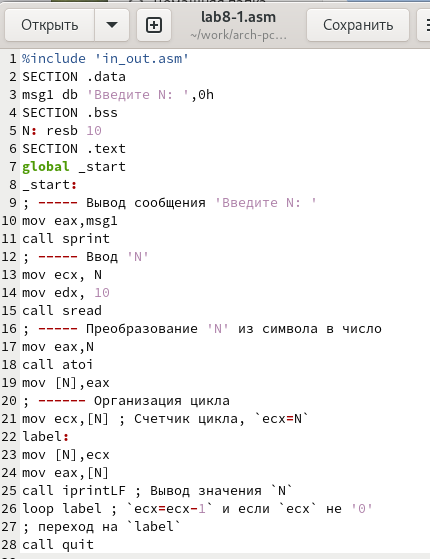 Открыть
lab8-1.asm
~/work/arch-pc...
Сохранить
1 %include 'in_out.asm'
2 SECTION .data
3 msg1 db 'Введите N: ',0h
4 SECTION .bss
5 N: resb 10
6 SECTION .text
7 global _start
8 _start:
9 ; ----- Вывод сообщения 'Введите N: '
10 mov eax,msg1
11 call sprint
12 ; ----- Ввод 'N'
13 mov ecx, N
14 mov edx, 10
15 call sread
16 ; ----- Преобразование 'N' из символа в число
17 mov eax,N
18 call atoi
19 mov [N],eax
20 ; ------ Организация цикла
21 mov ecx,[N] ; Счетчик цикла, `ecx=N`
22 label:
23 mov [N],ecx
24 mov eax,[N]
25 call iprintLF ; Вывод значения `N`
26 loop label ; `ecx=ecx-1` и если `ecx` не '0'
27 ; переход на `label`
28 call quit